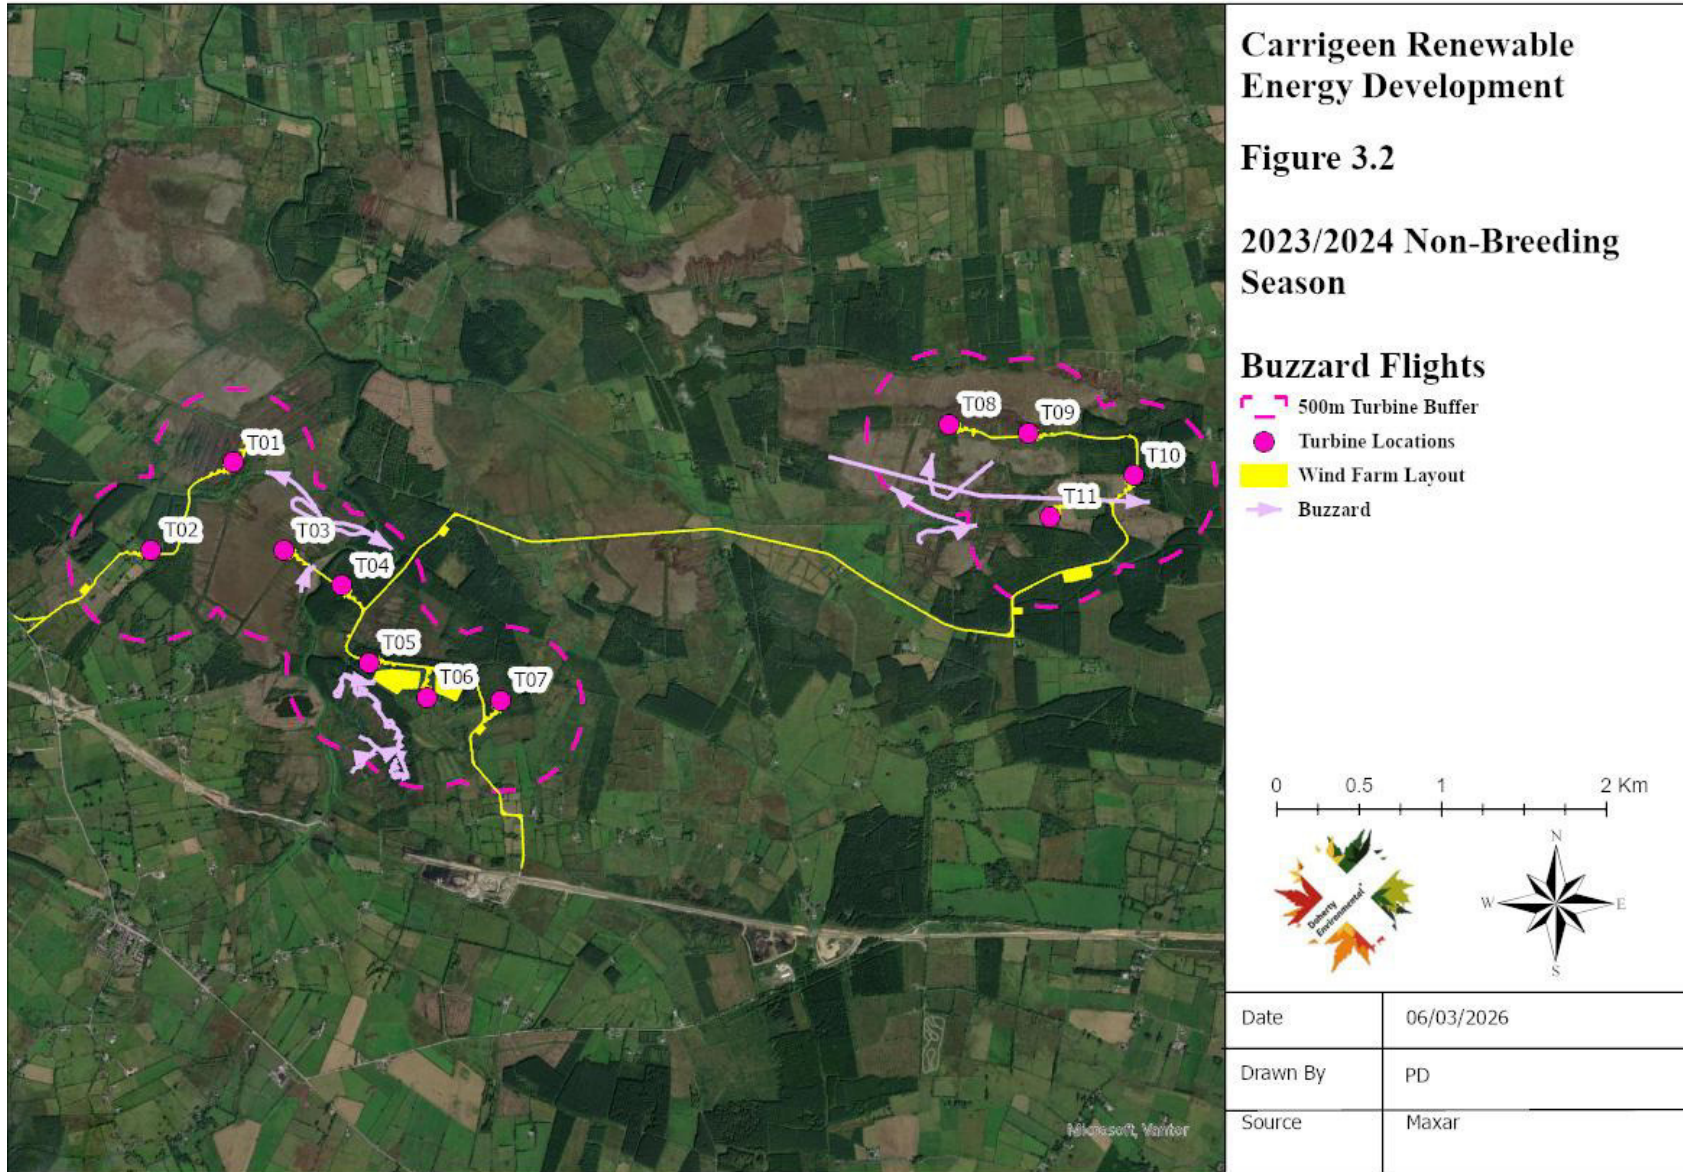 Carrigeen Renewable
Energy Development
Figure 3.2
2023/2024 Non-Breeding
Season
Buzzard Flights
500m Turbine Buffer
Turbine Locations
Wind Farm Layout
Buzzard
T01
T02
T03
T04
T05
T06
T07
T08
T09
T10
T11
0 0.5 1 2 Km
Doherty
Environmental
N
W E
S
Date 06/03/2026
Drawn By PD
Source Maxar
Microsoft, Vantor